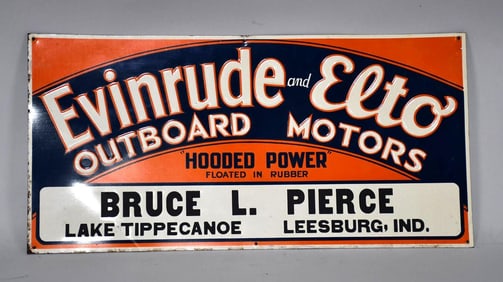 Evinrude and Elto
OUTBOARD MOTORS
"HOODED POWER"
FLOATED IN RUBBER
BRUCE L. PIERCE
LAKE TIPPECANOE LEESBURG, IND.